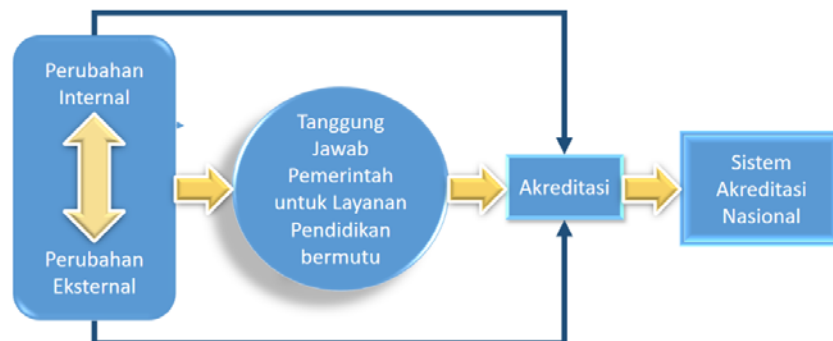 Perubahan
Internal
Perubahan
Eksternal
Tanggung
Jawab
Pemerintah
untuk Layanan
Pendidikan
bermutu
Akreditasi
Sistem
Akreditasi
Nasional